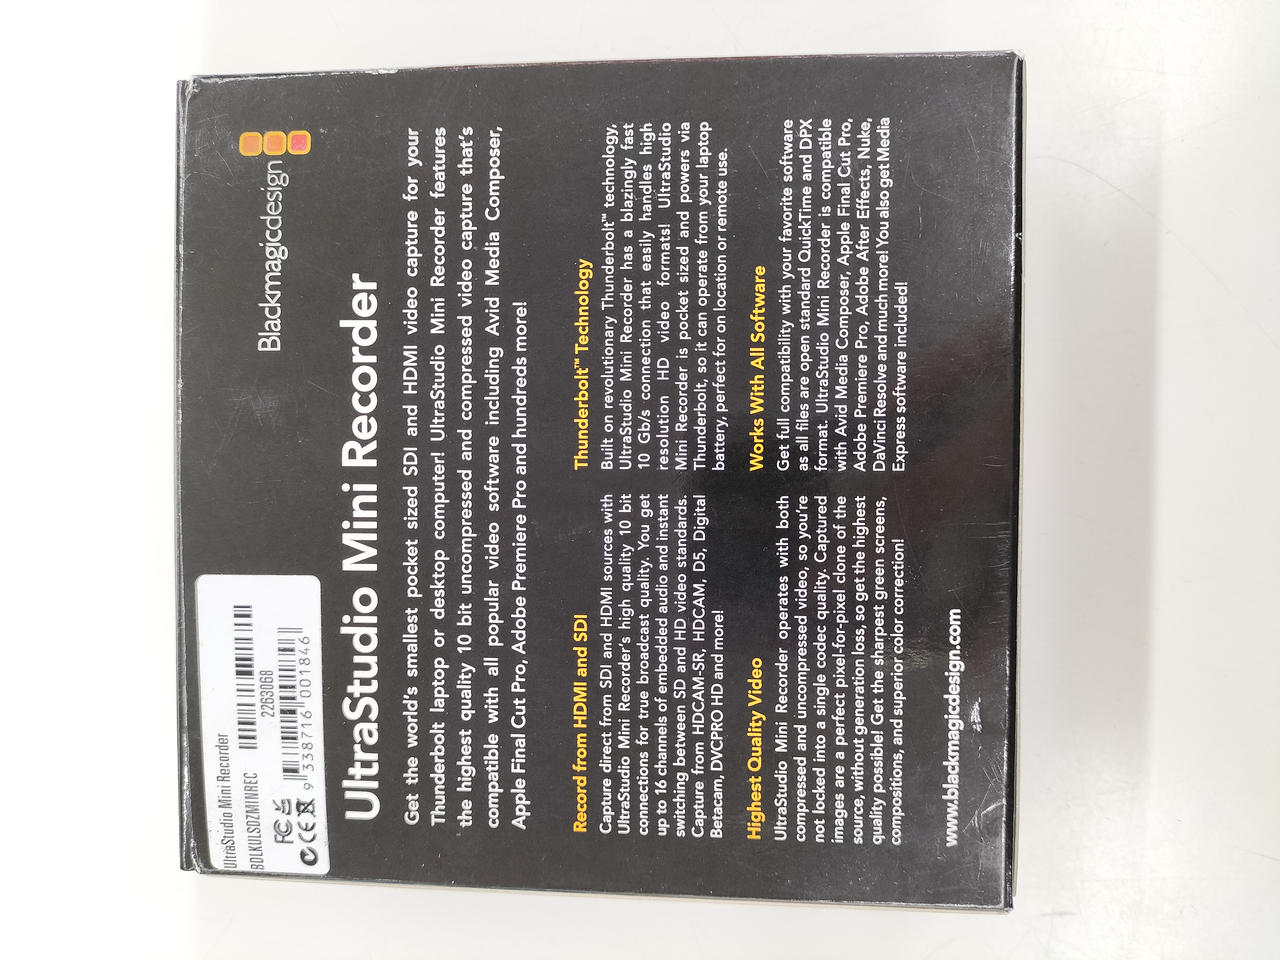 UltraStudio Mini Recorder
BDLKULSDZMINREC
2263068
9 338716 001846
FC CE
Blackmagicdesign
UltraStudio Mini Recorder
Get the world's smallest pocket sized SDI and HDMI video capture for your
Thunderbolt laptop or desktop computer! UltraStudio Mini Recorder features
the highest quality 10 bit uncompressed and compressed video capture that's
compatible with all popular video software including Avid Media Composer,
Apple Final Cut Pro, Adobe Premiere Pro and hundreds more!
Record from HDMI and SDI
Capture direct from SDI and HDMI sources with
UltraStudio Mini Recorder's high quality 10 bit
connections for true broadcast quality. You get
up to 16 channels of embedded audio and instant
switching between SD and HD video standards.
Capture from HDCAM-SR, HDCAM, D5, Digital
Betacam, DVCPRO HD and more!
Highest Quality Video
UltraStudio Mini Recorder operates with both
compressed and uncompressed video, so you're
not locked into a single codec quality. Captured
images are a perfect pixel-for-pixel clone of the
source, without generation loss, so get the highest
quality possible! Get the sharpest green screens,
compositions, and superior color correction!
Thunderbolt™ Technology
Built on revolutionary Thunderbolt™ technology,
UltraStudio Mini Recorder has a blazingly fast
10 Gb/s connection that easily handles high
resolution HD video formats! UltraStudio
Mini Recorder is pocket sized and powers via
Thunderbolt, so it can operate from your laptop
battery, perfect for on location or remote use.
Works With All Software
Get full compatibility with your favorite software
as all files are open standard QuickTime and DPX
format. UltraStudio Mini Recorder is compatible
with Avid Media Composer, Apple Final Cut Pro,
Adobe Premiere Pro, Adobe After Effects, Nuke,
DaVinci Resolve and much more! You also get Media
Express software included!
www.blackmagicdesign.com